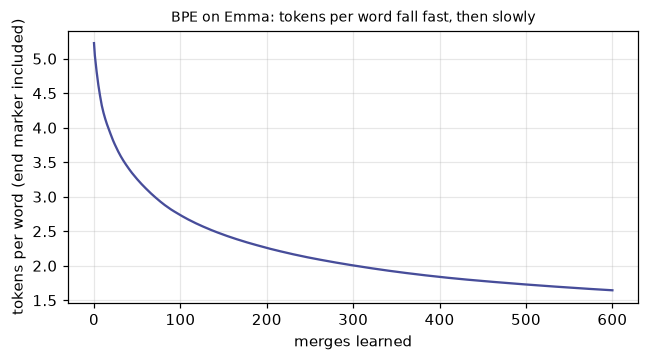 BPE on Emma: tokens per word fall fast, then slowly
tokens per word (end marker included)
5.0
4.5
4.0
3.5
3.0
2.5
2.0
1.5
0 100 200 300 400 500 600
merges learned